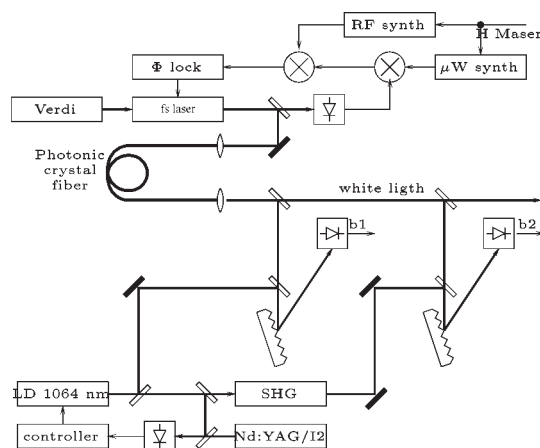 RF synth
H Maser
Φ lock
μW synth
Verdi
fs laser
Photonic
crystal
fiber
white ligth
b1
b2
LD 1064 nm
SHG
controller
Nd:YAG/I2